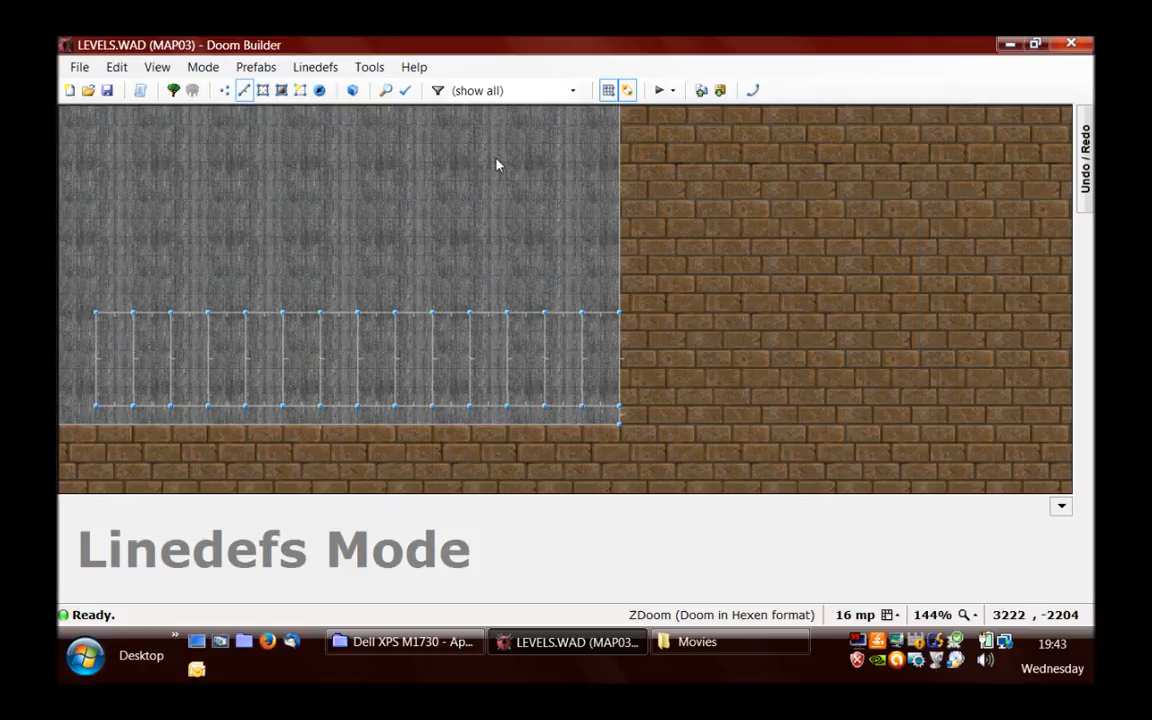 LEVELS.WAD (MAP03) - Doom Builder
File Edit View Mode Prefabs Linedefs Tools Help
(show all)
Undo / Redo
Linedefs Mode
Ready.
ZDoom (Doom in Hexen format) 16 mp 144% 3222 , -2204
Desktop
Dell XPS M1730 - Ap...
LEVELS.WAD (MAP03...
Movies
19:43
Wednesday